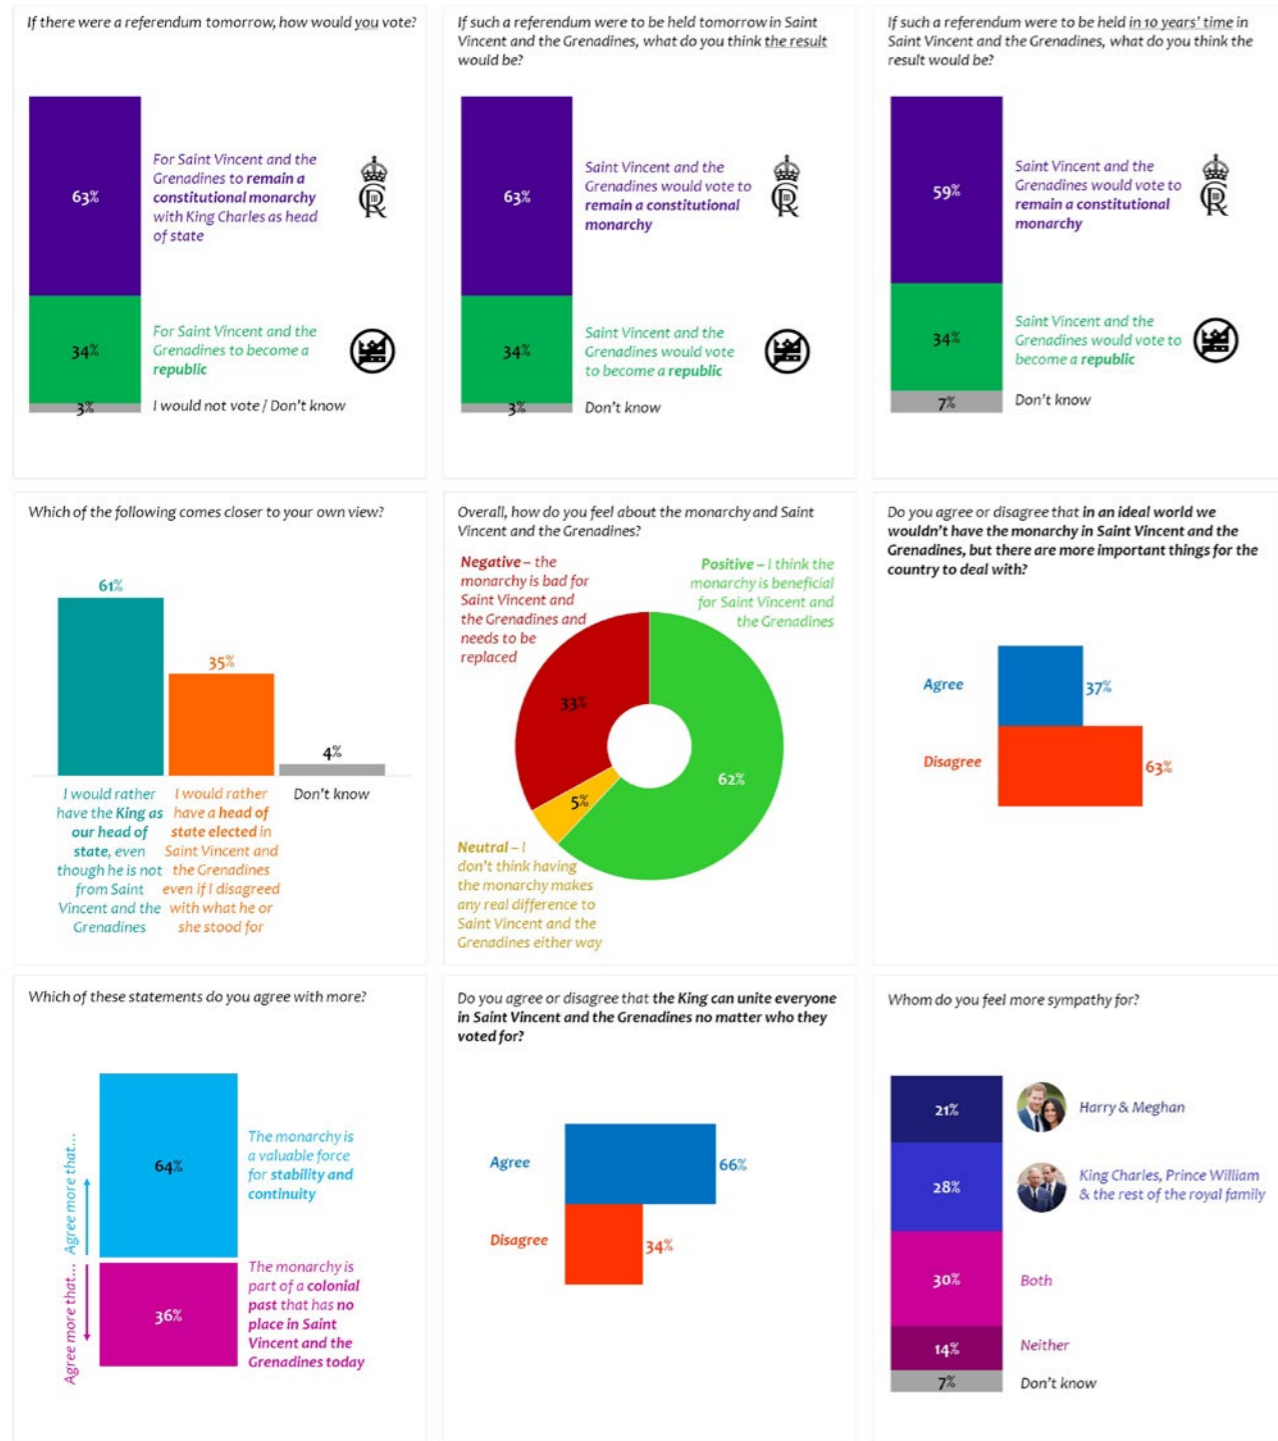 If there were a referendum tomorrow, how would you vote?
63%
For Saint Vincent and the
Grenadines to remain a
constitutional monarchy
with King Charles as head
of state
34%
For Saint Vincent and the
Grenadines to become a
republic
3%
I would not vote / Don't know
If such a referendum were to be held tomorrow in Saint
Vincent and the Grenadines, what do you think the result
would be?
63%
Saint Vincent and the
Grenadines would vote to
remain a constitutional
monarchy
34%
Saint Vincent and the
Grenadines would vote
to become a republic
3%
Don't know
If such a referendum were to be held in 10 years' time in
Saint Vincent and the Grenadines, what do you think the
result would be?
59%
Saint Vincent and the
Grenadines would vote to
remain a constitutional
monarchy
34%
Saint Vincent and the
Grenadines would vote to
become a republic
7%
Don't know
Which of the following comes closer to your own view?
61%
35%
4%
I would rather
have the King as
our head of
state, even
though he is not
from Saint
Vincent and the
Grenadines
I would rather
have a head of
state elected in
Saint Vincent and
the Grenadines
even if I disagreed
with what he or
she stood for
Don't know
Overall, how do you feel about the monarchy and Saint
Vincent and the Grenadines?
Negative – the
monarchy is bad for
Saint Vincent and
the Grenadines and
needs to be
replaced
Positive – I think the
monarchy is beneficial
for Saint Vincent and
the Grenadines
33%
62%
5%
Neutral – I
don't think having
the monarchy makes
any real difference to
Saint Vincent and the
Grenadines either way
Do you agree or disagree that in an ideal world we
wouldn't have the monarchy in Saint Vincent and the
Grenadines, but there are more important things for the
country to deal with?
Agree
37%
Disagree
63%
Which of these statements do you agree with more?
Agree more that...
64%
The monarchy is
a valuable force
for stability and
continuity
Agree more that...
36%
The monarchy is
part of a colonial
past that has no
place in Saint
Vincent and the
Grenadines today
Do you agree or disagree that the King can unite everyone
in Saint Vincent and the Grenadines no matter who they
voted for?
Agree
66%
Disagree
34%
Whom do you feel more sympathy for?
21%
Harry & Meghan
28%
King Charles, Prince William
& the rest of the royal family
30%
Both
14%
Neither
7%
Don't know